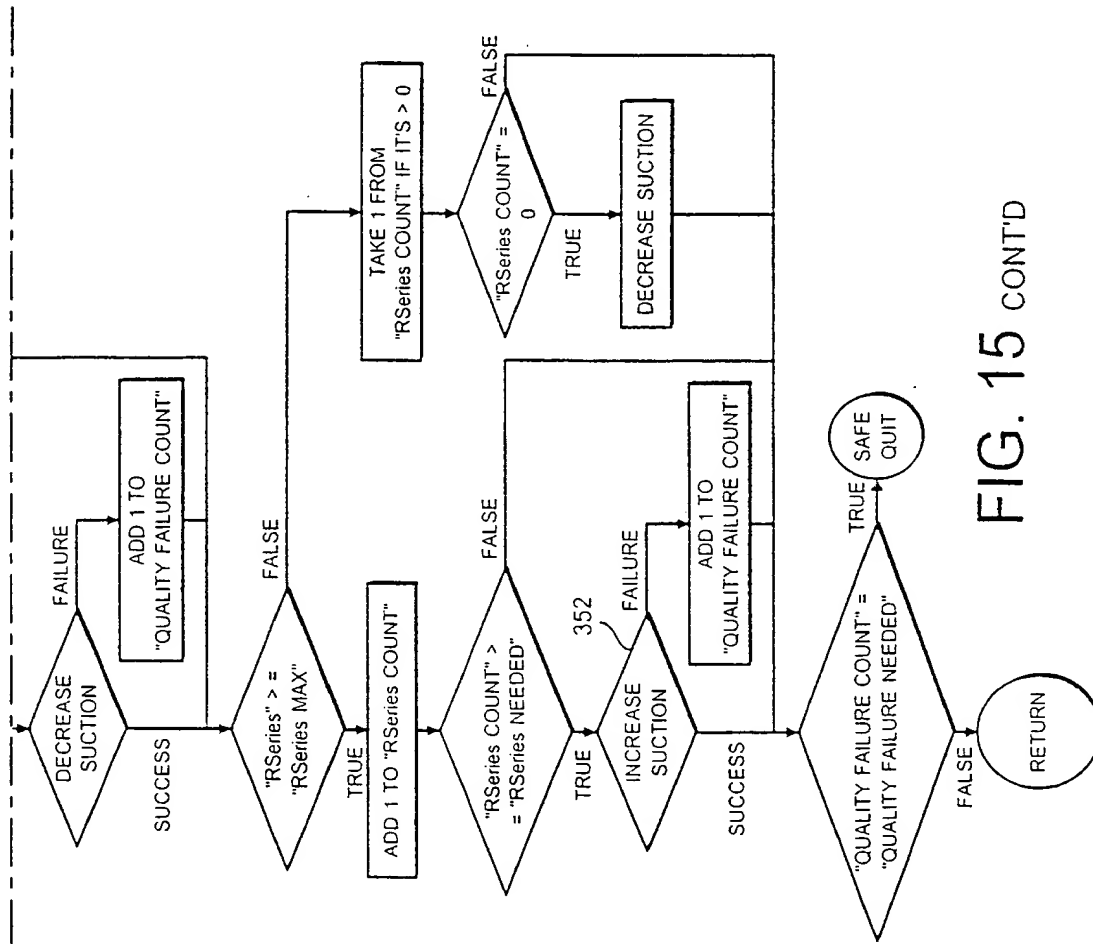 DECREASE
SUCTION
FAILURE
ADD 1 TO
"QUALITY FAILURE COUNT"
SUCCESS
"RSeries" > =
"RSeries MAX"
FALSE
TRUE
TAKE 1 FROM
"RSeries COUNT" IF IT'S > 0
ADD 1 TO "RSeries COUNT"
"RSeries COUNT" =
0
FALSE
TRUE
DECREASE SUCTION
"RSeries COUNT" >
= "RSeries NEEDED"
FALSE
TRUE
352
INCREASE
SUCTION
FAILURE
ADD 1 TO
"QUALITY FAILURE COUNT"
SUCCESS
"QUALITY FAILURE COUNT" =
"QUALITY FAILURE NEEDED"
TRUE
SAFE
QUIT
FALSE
RETURN
FIG. 15 CONT'D